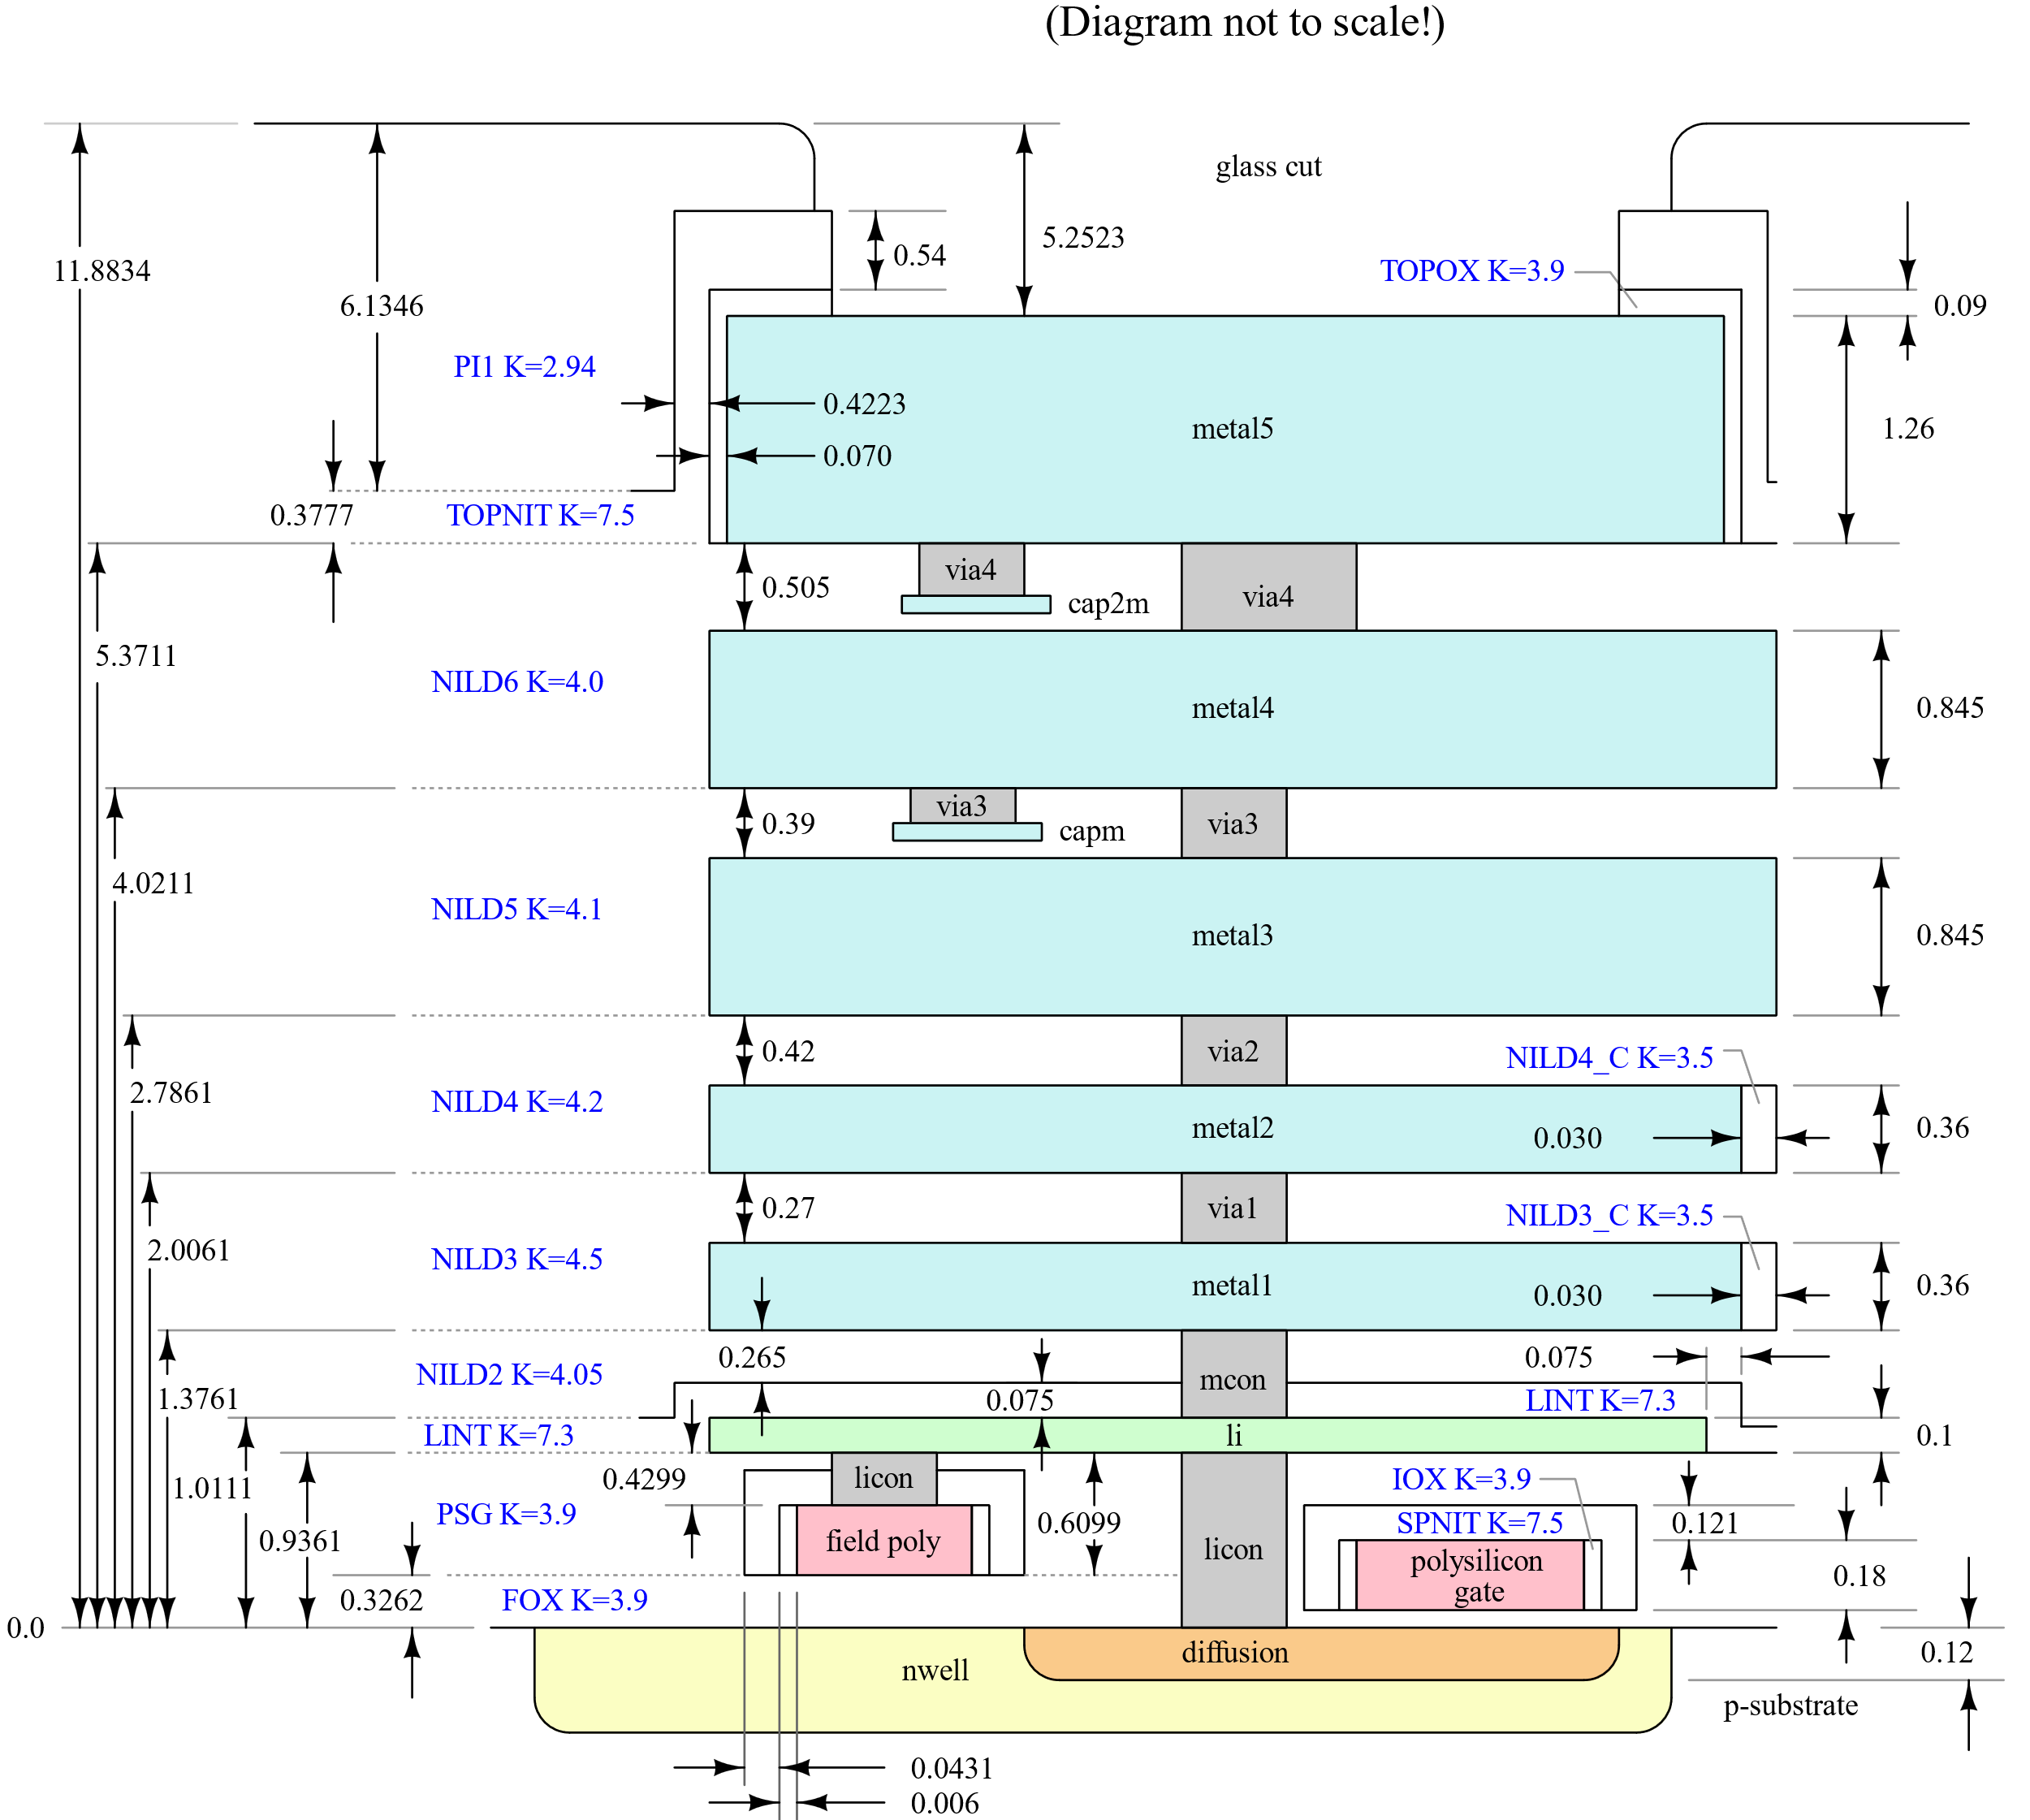 (Diagram not to scale!)
glass cut
11.8834
6.1346
0.54
5.2523
TOPOX K=3.9
0.09
PI1 K=2.94
0.4223
metal5
1.26
0.070
0.3777
TOPNIT K=7.5
0.505
via4
cap2m
via4
5.3711
NILD6 K=4.0
metal4
0.845
0.39
via3
capm
via3
4.0211
NILD5 K=4.1
metal3
0.845
0.42
via2
NILD4_C K=3.5
2.7861
NILD4 K=4.2
metal2
0.030
0.36
0.27
via1
NILD3_C K=3.5
2.0061
NILD3 K=4.5
metal1
0.030
0.36
0.265
0.075
NILD2 K=4.05
mcon
1.3761
0.075
LINT K=7.3
LINT K=7.3
li
0.1
0.4299
licon
IOX K=3.9
1.0111
PSG K=3.9
0.6099
SPNIT K=7.5
0.121
0.9361
field poly
licon
polysilicon
gate
0.18
0.3262
FOX K=3.9
0.0
diffusion
0.12
nwell
p-substrate
0.0431
0.006